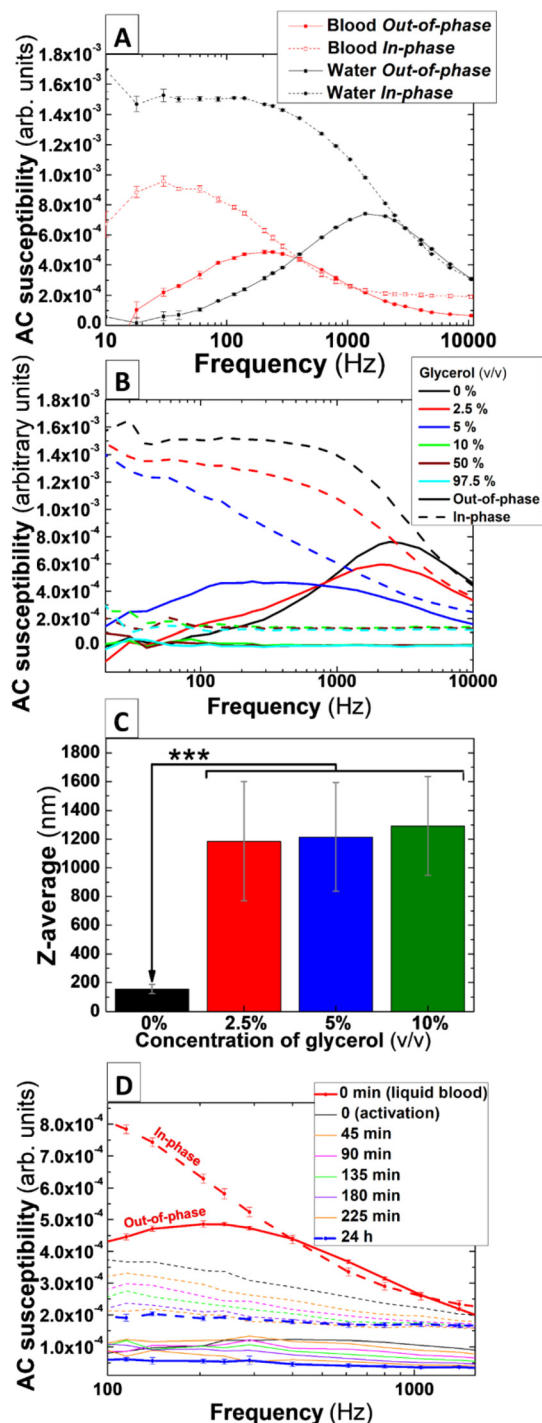 A
Blood Out-of-phase
Blood In-phase
Water Out-of-phase
Water In-phase
AC susceptibility (arb. units)
1.8x10⁻³
1.6x10⁻³
1.4x10⁻³
1.2x10⁻³
1.0x10⁻³
8.0x10⁻⁴
6.0x10⁻⁴
4.0x10⁻⁴
2.0x10⁻⁴
0.0
10 100 1000 10000
Frequency (Hz)
B
Glycerol (v/v)
0 %
2.5 %
5 %
10 %
50 %
97.5 %
Out-of-phase
In-phase
AC susceptibility (arbitrary units)
1.8x10⁻³
1.6x10⁻³
1.4x10⁻³
1.2x10⁻³
1.0x10⁻³
8.0x10⁻⁴
6.0x10⁻⁴
4.0x10⁻⁴
2.0x10⁻⁴
0.0
100 1000 10000
Frequency (Hz)
C
***
Z-average (nm)
1800
1600
1400
1200
1000
800
600
400
200
0
0% 2.5% 5% 10%
Concentration of glycerol (v/v)
D
0 min (liquid blood)
0 (activation)
45 min
90 min
135 min
180 min
225 min
24 h
In-phase
Out-of-phase
AC susceptibility (arb. units)
8.0x10⁻⁴
7.0x10⁻⁴
6.0x10⁻⁴
5.0x10⁻⁴
4.0x10⁻⁴
3.0x10⁻⁴
2.0x10⁻⁴
1.0x10⁻⁴
100 1000
Frequency (Hz)